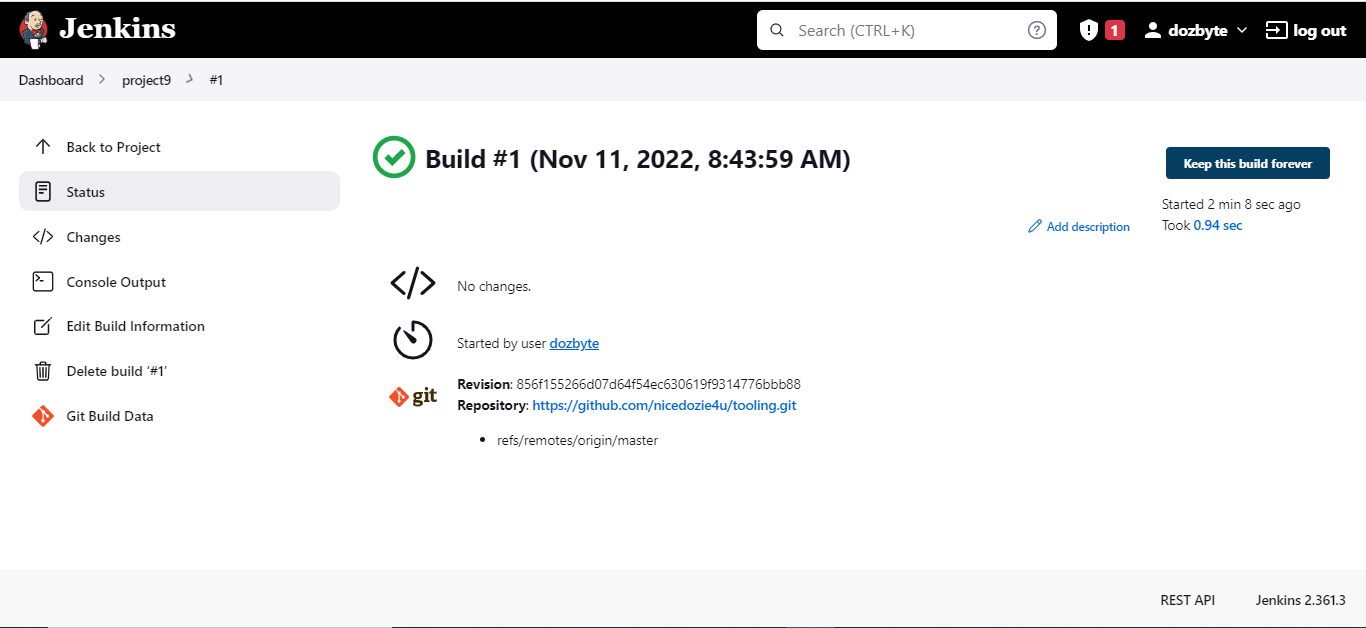 Jenkins
Search (CTRL+K)
?
!
1
dozbyte
log out
Dashboard
project9
#1
Back to Project
Status
Changes
Console Output
Edit Build Information
Delete build ‘#1’
Git Build Data
Build #1 (Nov 11, 2022, 8:43:59 AM)
Keep this build forever
Started 2 min 8 sec ago
Took 0.94 sec
Add description
No changes.
Started by user dozbyte
git
Revision: 856f155266d07d64f54ec630619f9314776bbb88
Repository: https://github.com/nicedozie4u/tooling.git
• refs/remotes/origin/master
REST API
Jenkins 2.361.3